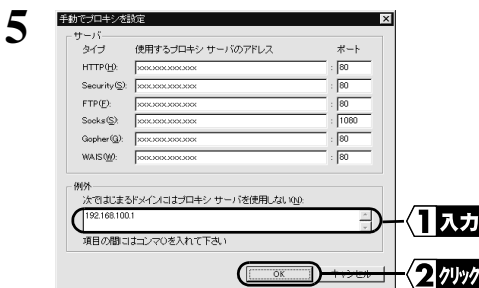 5
手動でプロキシを設定
サーバ
タイプ 使用するプロキシ サーバのアドレス ポート
HTTP(H): xxx.xxx.xxx.xxx : 80
Security(S): xxx.xxx.xxx.xxx : 80
FTP(F): xxx.xxx.xxx.xxx : 80
Socks(S): xxx.xxx.xxx.xxx : 1080
Gopher(G): xxx.xxx.xxx.xxx : 80
WAIS(W): xxx.xxx.xxx.xxx : 80
例外
次ではじまるドメインにはプロキシ サーバを使用しない(N):
192.168.100.1
1 入力
項目の間にはコンマ()を入れて下さい
OK キャンセル
2 クリック